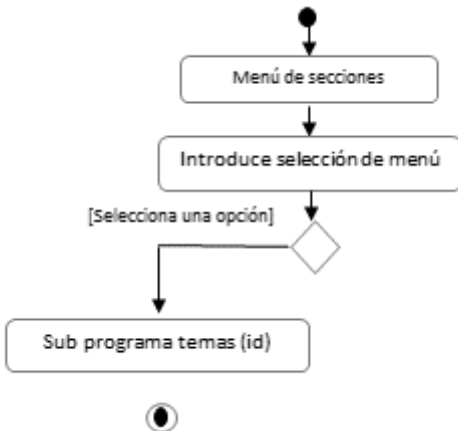 Menú de secciones
Introduce selección de menú
[Selecciona una opción]
Sub programa temas (id)